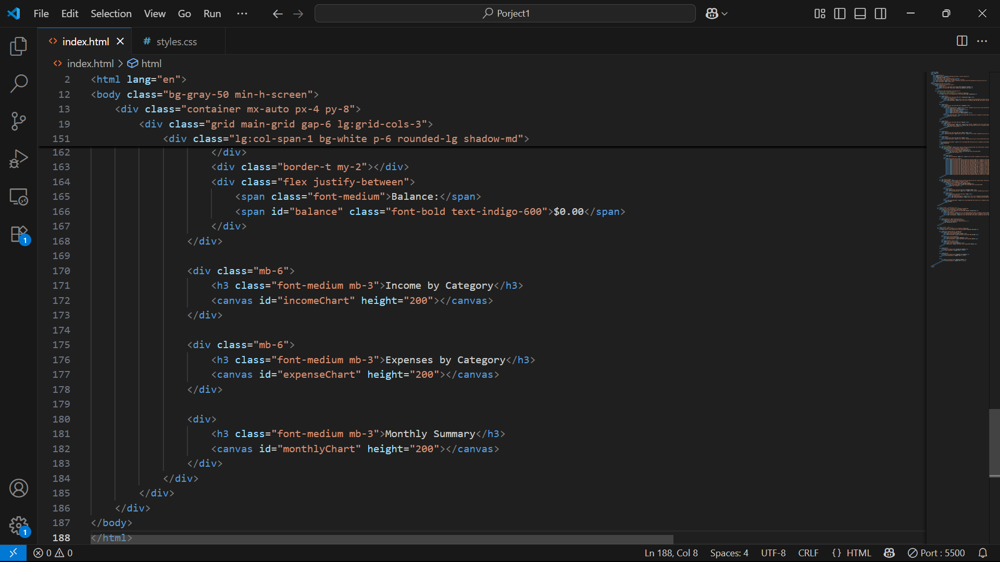 File Edit Selection View Go Run ··· Porject1
index.html styles.css
index.html > html
2 <html lang="en">
12 <body class="bg-gray-50 min-h-screen">
13 <div class="container mx-auto px-4 py-8">
19 <div class="grid main-grid gap-6 lg:grid-cols-3">
151 <div class="lg:col-span-1 bg-white p-6 rounded-lg shadow-md">
162 </div>
163 <div class="border-t my-2"></div>
164 <div class="flex justify-between">
165 <span class="font-medium">Balance:</span>
166 <span id="balance" class="font-bold text-indigo-600">$0.00</span>
167 </div>
168 </div>
169
170 <div class="mb-6">
171 <h3 class="font-medium mb-3">Income by Category</h3>
172 <canvas id="incomeChart" height="200"></canvas>
173 </div>
174
175 <div class="mb-6">
176 <h3 class="font-medium mb-3">Expenses by Category</h3>
177 <canvas id="expenseChart" height="200"></canvas>
178 </div>
179
180 <div>
181 <h3 class="font-medium mb-3">Monthly Summary</h3>
182 <canvas id="monthlyChart" height="200"></canvas>
183 </div>
184 </div>
185 </div>
186 </div>
187 </body>
188 </html>
1
1
0 0 Ln 188, Col 8 Spaces: 4 UTF-8 CRLF {} HTML Port : 5500